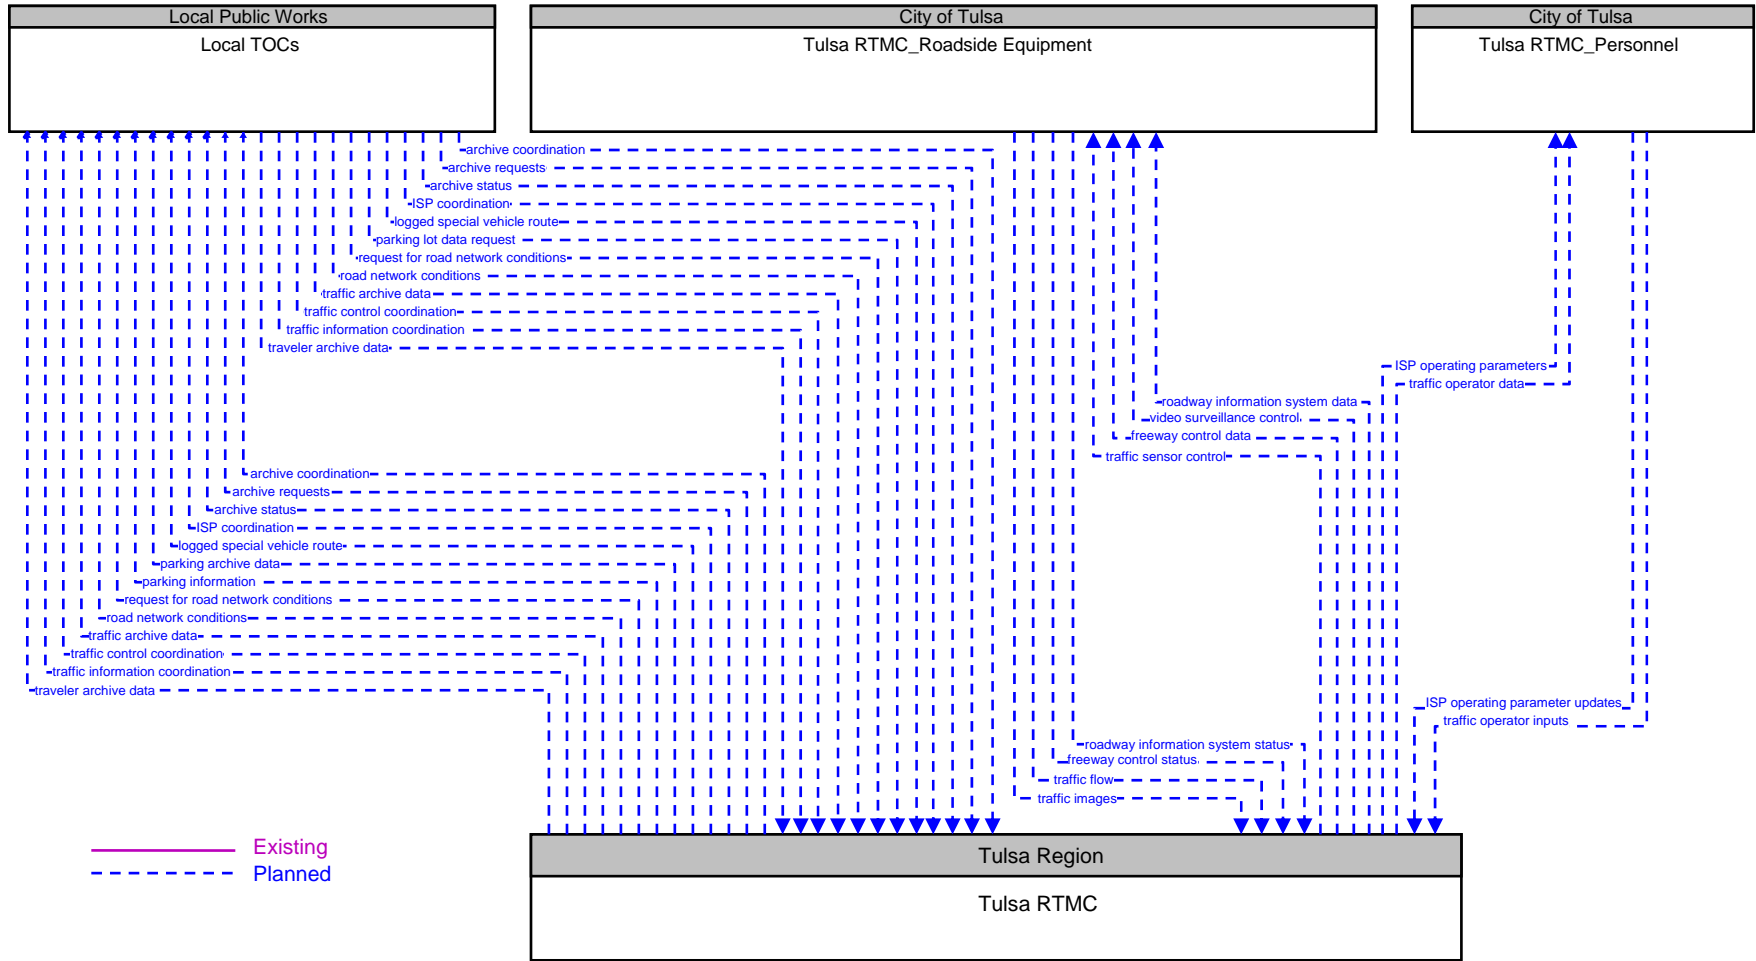 Local Public Works
Local TOCs
City of Tulsa
Tulsa RTMC_Roadside Equipment
City of Tulsa
Tulsa RTMC_Personnel
archive coordination
archive requests
archive status
ISP coordination
logged special vehicle route
parking lot data request
request for road network conditions
road network conditions
traffic archive data
traffic control coordination
traffic information coordination
traveler archive data
ISP operating parameters
traffic operator data
roadway information system data
video surveillance control
freeway control data
traffic sensor control
archive coordination
archive requests
archive status
ISP coordination
logged special vehicle route
parking archive data
parking information
request for road network conditions
road network conditions
traffic archive data
traffic control coordination
traffic information coordination
traveler archive data
ISP operating parameter updates
traffic operator inputs
roadway information system status
freeway control status
traffic flow
traffic images
Existing
Planned
Tulsa Region
Tulsa RTMC